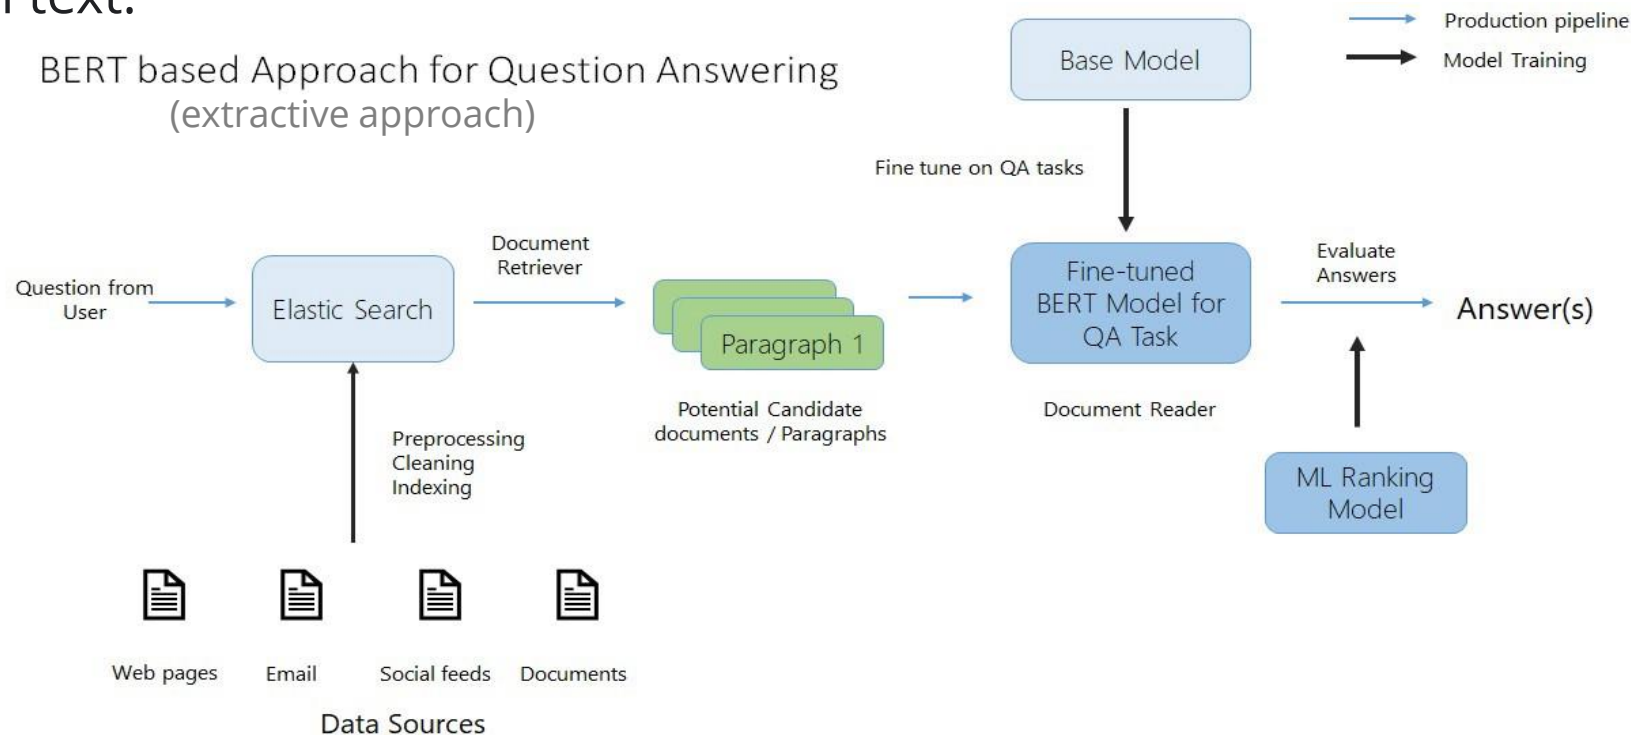 text.
BERT based Approach for Question Answering
(extractive approach)
Production pipeline
Model Training
Base Model
Fine tune on QA tasks
Question from
User
Elastic Search
Document
Retriever
Paragraph 1
Potential Candidate
documents / Paragraphs
Fine-tuned
BERT Model for
QA Task
Document Reader
Evaluate
Answers
Answer(s)
ML Ranking
Model
Preprocessing
Cleaning
Indexing
Web pages
Email
Social feeds
Documents
Data Sources